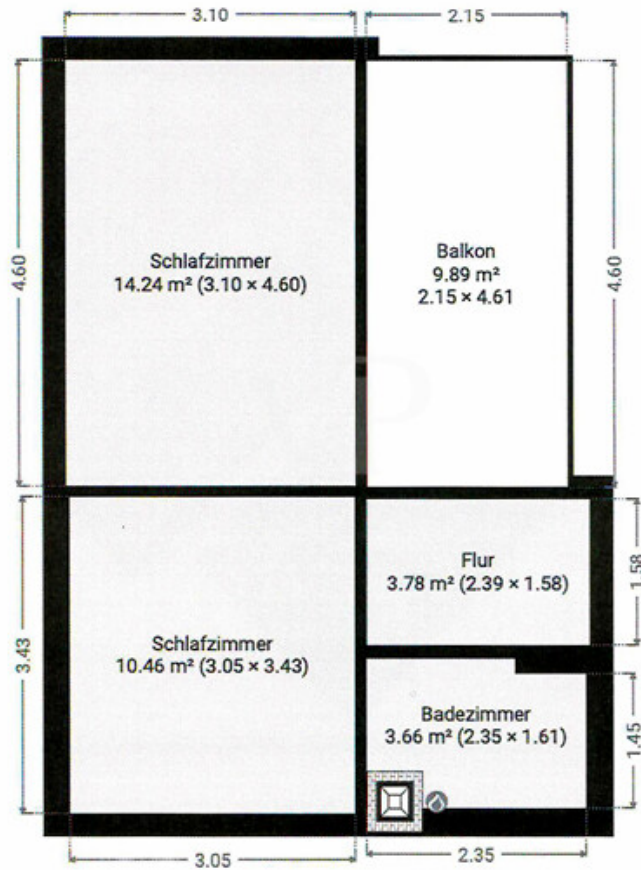 3.10
2.15
4.60
Schlafzimmer
14.24 m² (3.10 × 4.60)
Balkon
9.89 m²
2.15 × 4.61
4.60
3.43
Schlafzimmer
10.46 m² (3.05 × 3.43)
Flur
3.78 m² (2.39 × 1.58)
1.58
Badezimmer
3.66 m² (2.35 × 1.61)
1.45
3.05
2.35